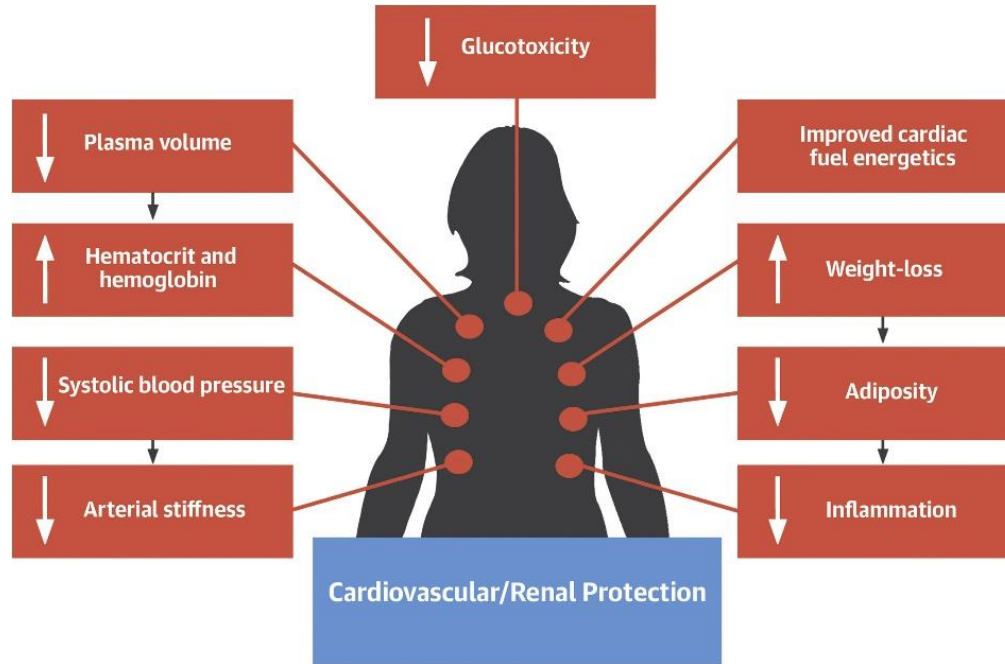 Glucotoxicity
Plasma volume
Hematocrit and
hemoglobin
Systolic blood pressure
Arterial stiffness
Improved cardiac
fuel energetics
Weight-loss
Adiposity
Inflammation
Cardiovascular/Renal Protection